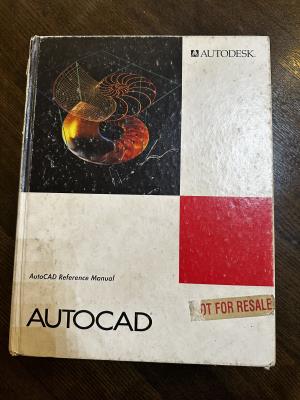 AUTODESK.
AutoCAD Reference Manual
OT FOR RESALE
AUTOCAD